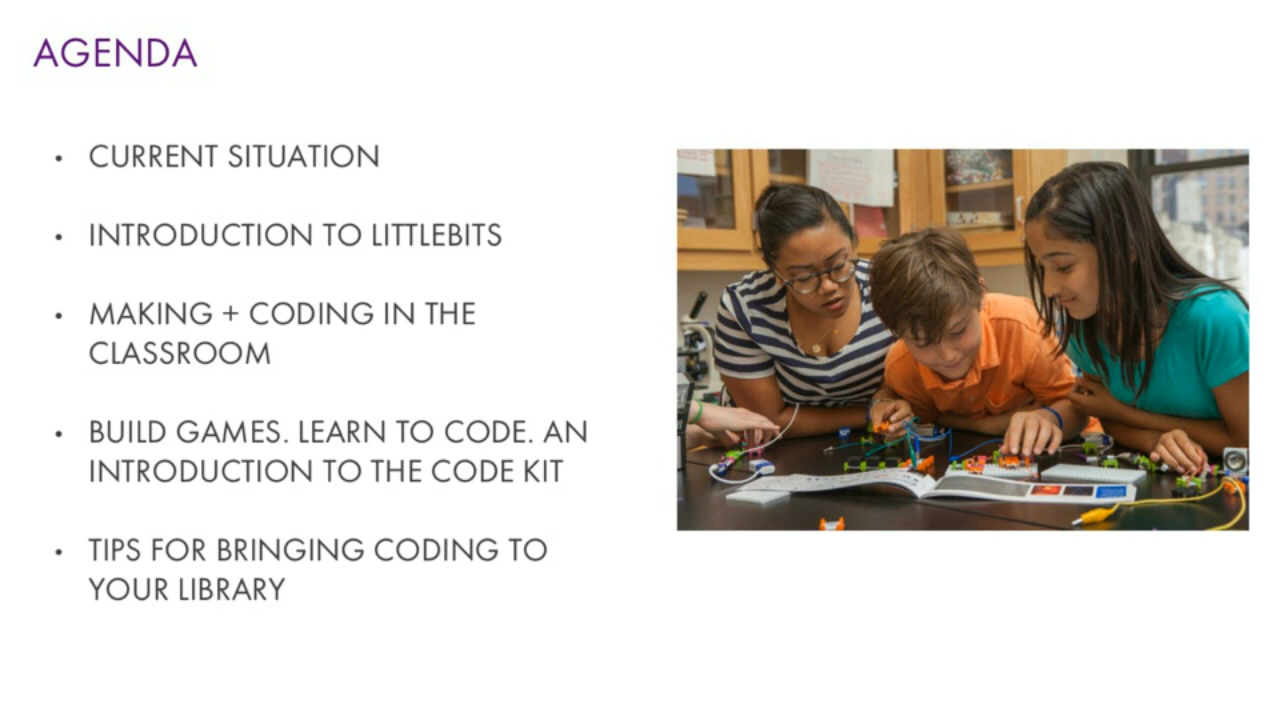 AGENDA
• CURRENT SITUATION
• INTRODUCTION TO LITTLEBITS
• MAKING + CODING IN THE
CLASSROOM
• BUILD GAMES. LEARN TO CODE. AN
INTRODUCTION TO THE CODE KIT
• TIPS FOR BRINGING CODING TO
YOUR LIBRARY